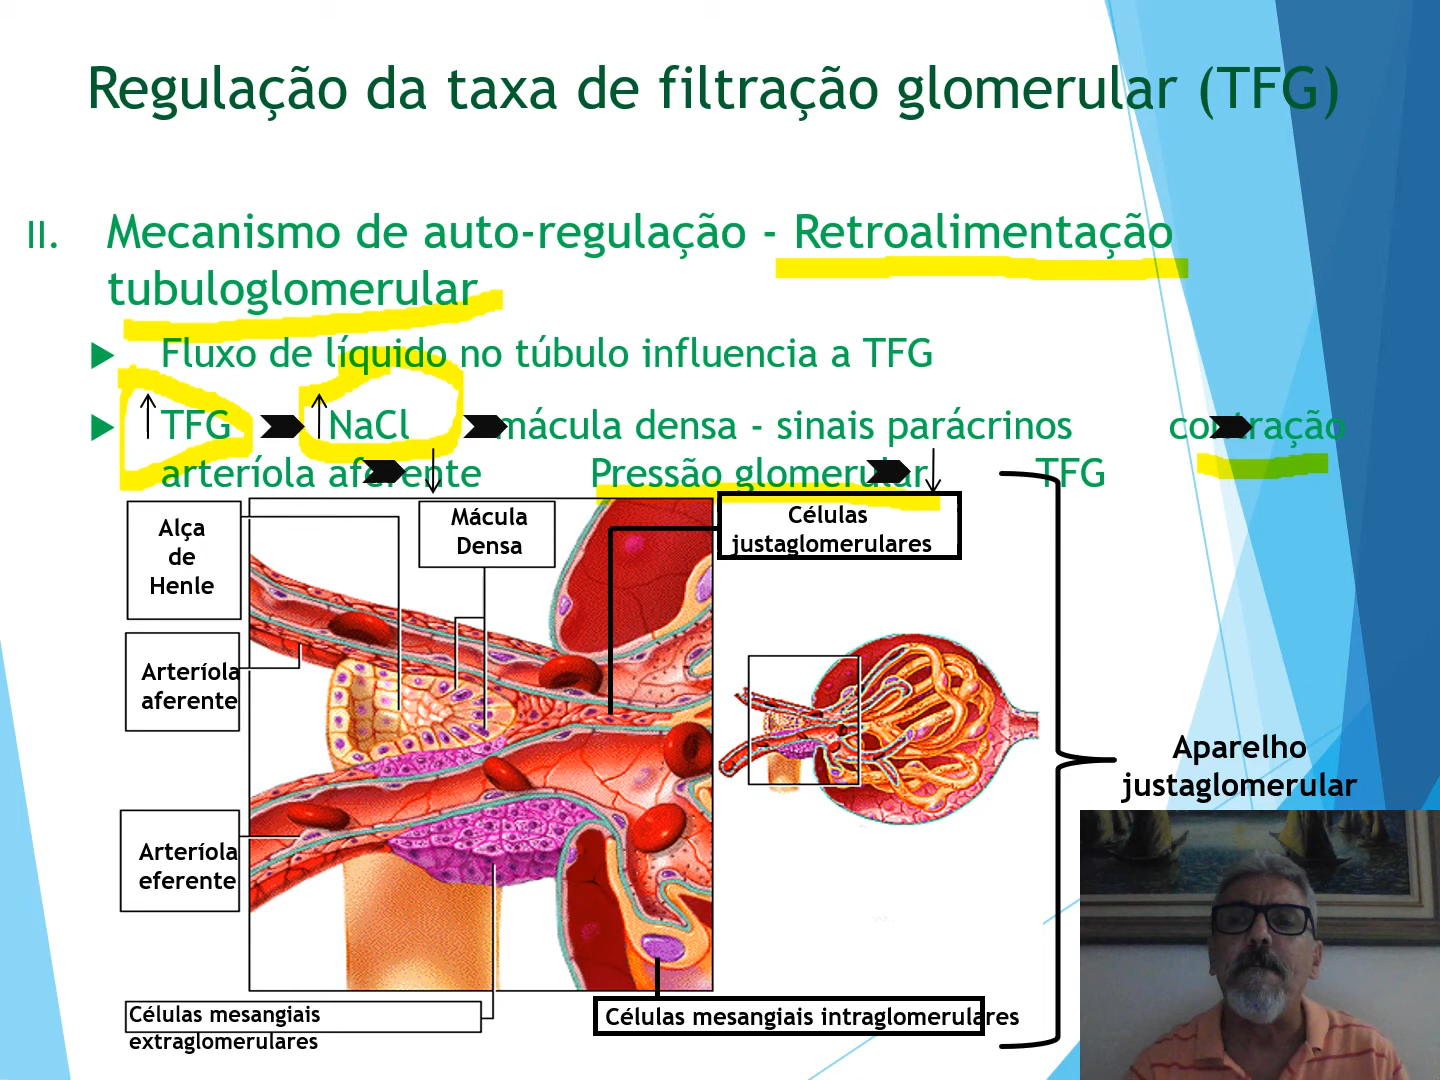 Regulação da taxa de filtração glomerular (TFG)
II. Mecanismo de auto-regulação - Retroalimentação
tubuloglomerular
Fluxo de líquido no túbulo influencia a TFG
TFG NaCl mácula densa - sinais parácrinos contração
arteríola aferente Pressão glomerular TFG
Alça
de
Henle
Mácula
Densa
Células
justaglomerulares
Arteríola
aferente
Aparelho
justaglomerular
Arteríola
eferente
Células mesangiais
extraglomerulares
Células mesangiais intraglomerulares